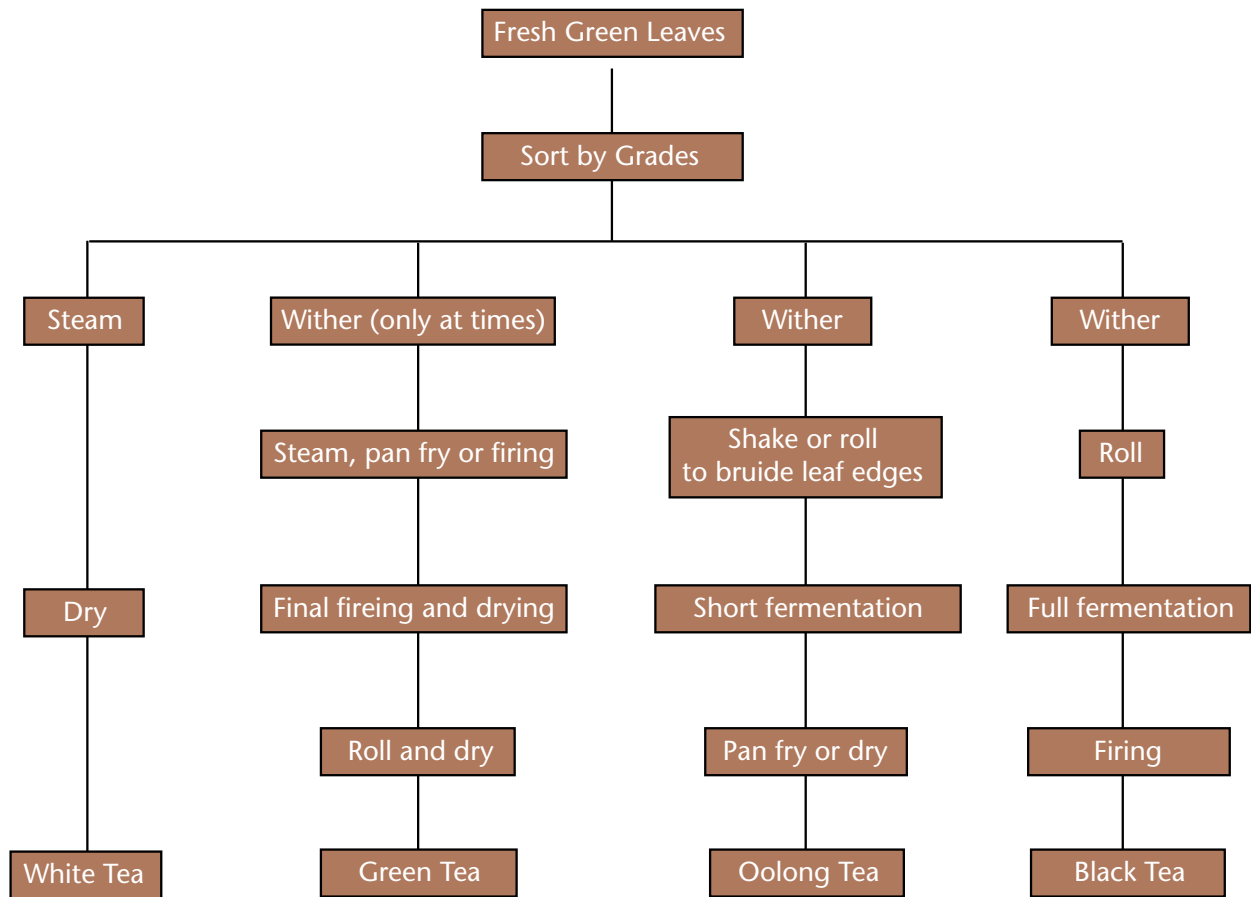 Fresh Green Leaves
Sort by Grades
Steam
Wither (only at times)
Wither
Wither
Steam, pan fry or firing
Shake or roll
to bruide leaf edges
Roll
Dry
Final fireing and drying
Short fermentation
Full fermentation
Roll and dry
Pan fry or dry
Firing
White Tea
Green Tea
Oolong Tea
Black Tea